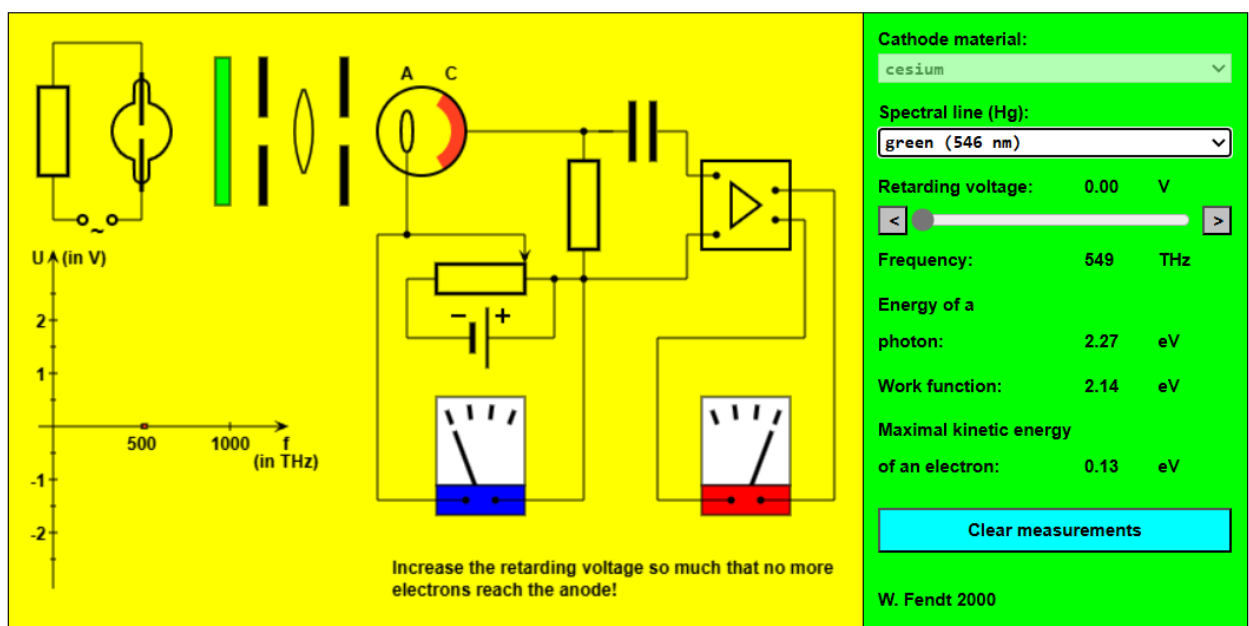 A C
U (in V)
2
1
-1
-2
500 1000 f
(in THz)
~
− +
Increase the retarding voltage so much that no more
electrons reach the anode!
Cathode material:
cesium
Spectral line (Hg):
green (546 nm)
Retarding voltage: 0.00 V
< >
Frequency: 549 THz
Energy of a
photon: 2.27 eV
Work function: 2.14 eV
Maximal kinetic energy
of an electron: 0.13 eV
Clear measurements
W. Fendt 2000